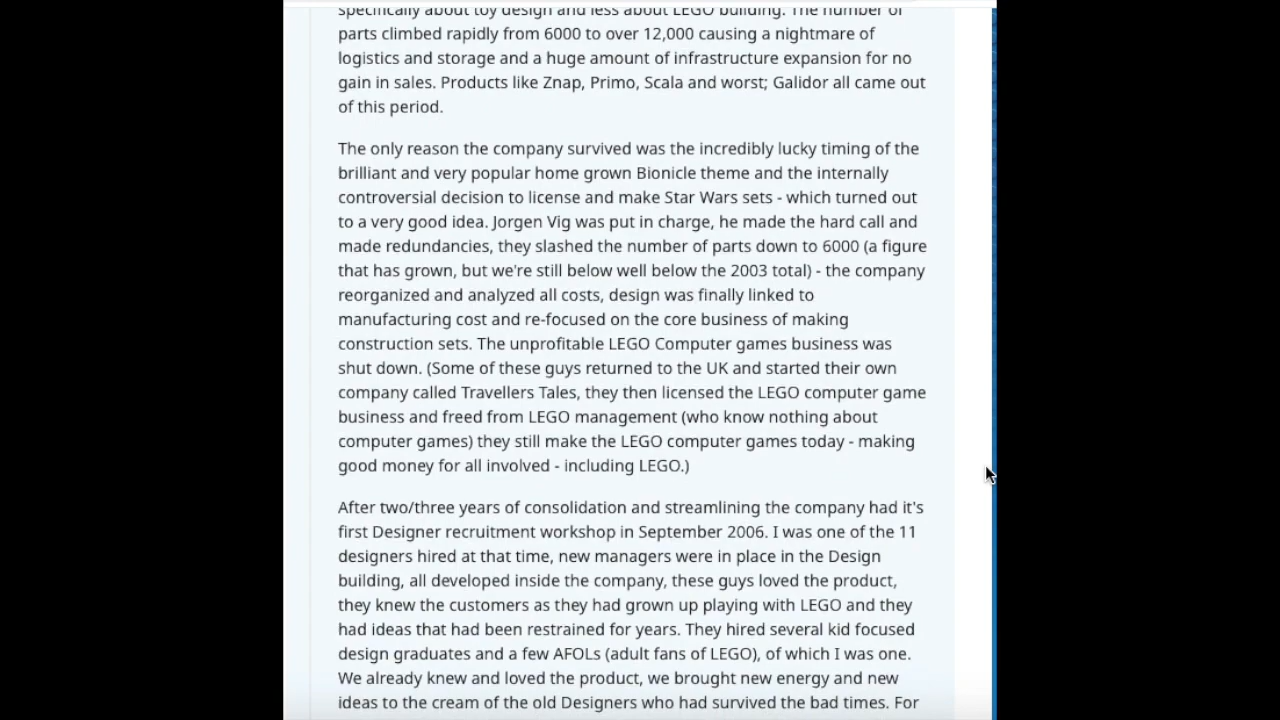 specifically about toy design and less about LEGO building. The number of
parts climbed rapidly from 6000 to over 12,000 causing a nightmare of
logistics and storage and a huge amount of infrastructure expansion for no
gain in sales. Products like Znap, Primo, Scala and worst; Galidor all came out
of this period.
The only reason the company survived was the incredibly lucky timing of the
brilliant and very popular home grown Bionicle theme and the internally
controversial decision to license and make Star Wars sets - which turned out
to a very good idea. Jorgen Vig was put in charge, he made the hard call and
made redundancies, they slashed the number of parts down to 6000 (a figure
that has grown, but we're still below well below the 2003 total) - the company
reorganized and analyzed all costs, design was finally linked to
manufacturing cost and re-focused on the core business of making
construction sets. The unprofitable LEGO Computer games business was
shut down. (Some of these guys returned to the UK and started their own
company called Travellers Tales, they then licensed the LEGO computer game
business and freed from LEGO management (who know nothing about
computer games) they still make the LEGO computer games today - making
good money for all involved - including LEGO.)
After two/three years of consolidation and streamlining the company had it's
first Designer recruitment workshop in September 2006. I was one of the 11
designers hired at that time, new managers were in place in the Design
building, all developed inside the company, these guys loved the product,
they knew the customers as they had grown up playing with LEGO and they
had ideas that had been restrained for years. They hired several kid focused
design graduates and a few AFOLs (adult fans of LEGO), of which I was one.
We already knew and loved the product, we brought new energy and new
ideas to the cream of the old Designers who had survived the bad times. For